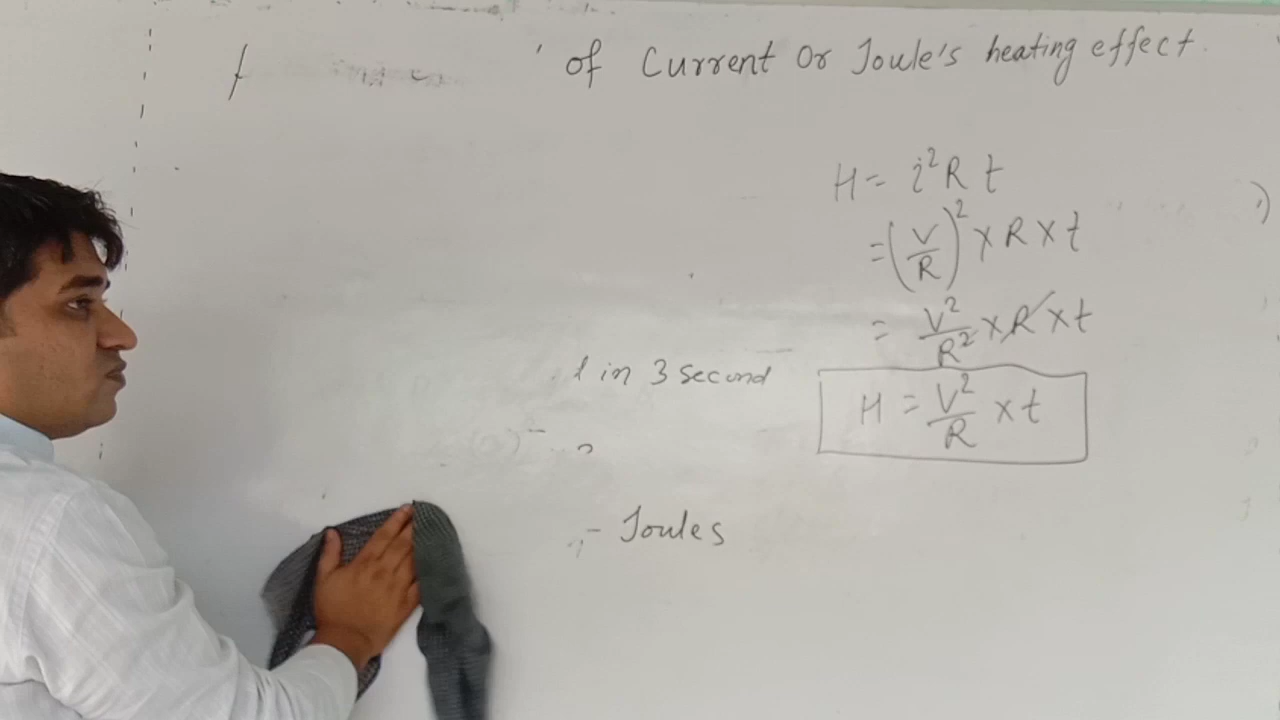 of Current Or Joule's heating effect.
H = i²Rt
= (V/R)² × R × t
= V²/R² × R × t
in 3 second
H = V²/R × t
- Joules